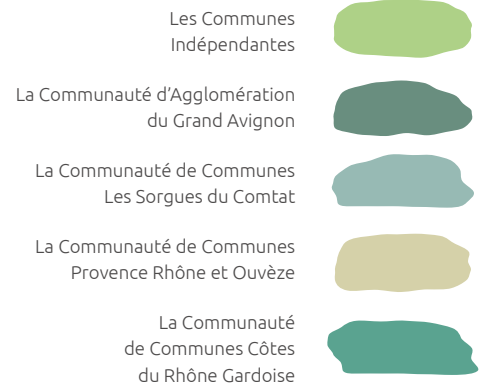 Les Communes
Indépendantes
La Communauté d'Agglomération
du Grand Avignon
La Communauté de Communes
Les Sorgues du Comtat
La Communauté de Communes
Provence Rhône et Ouvèze
La Communauté
de Communes Côtes
du Rhône Gardoise